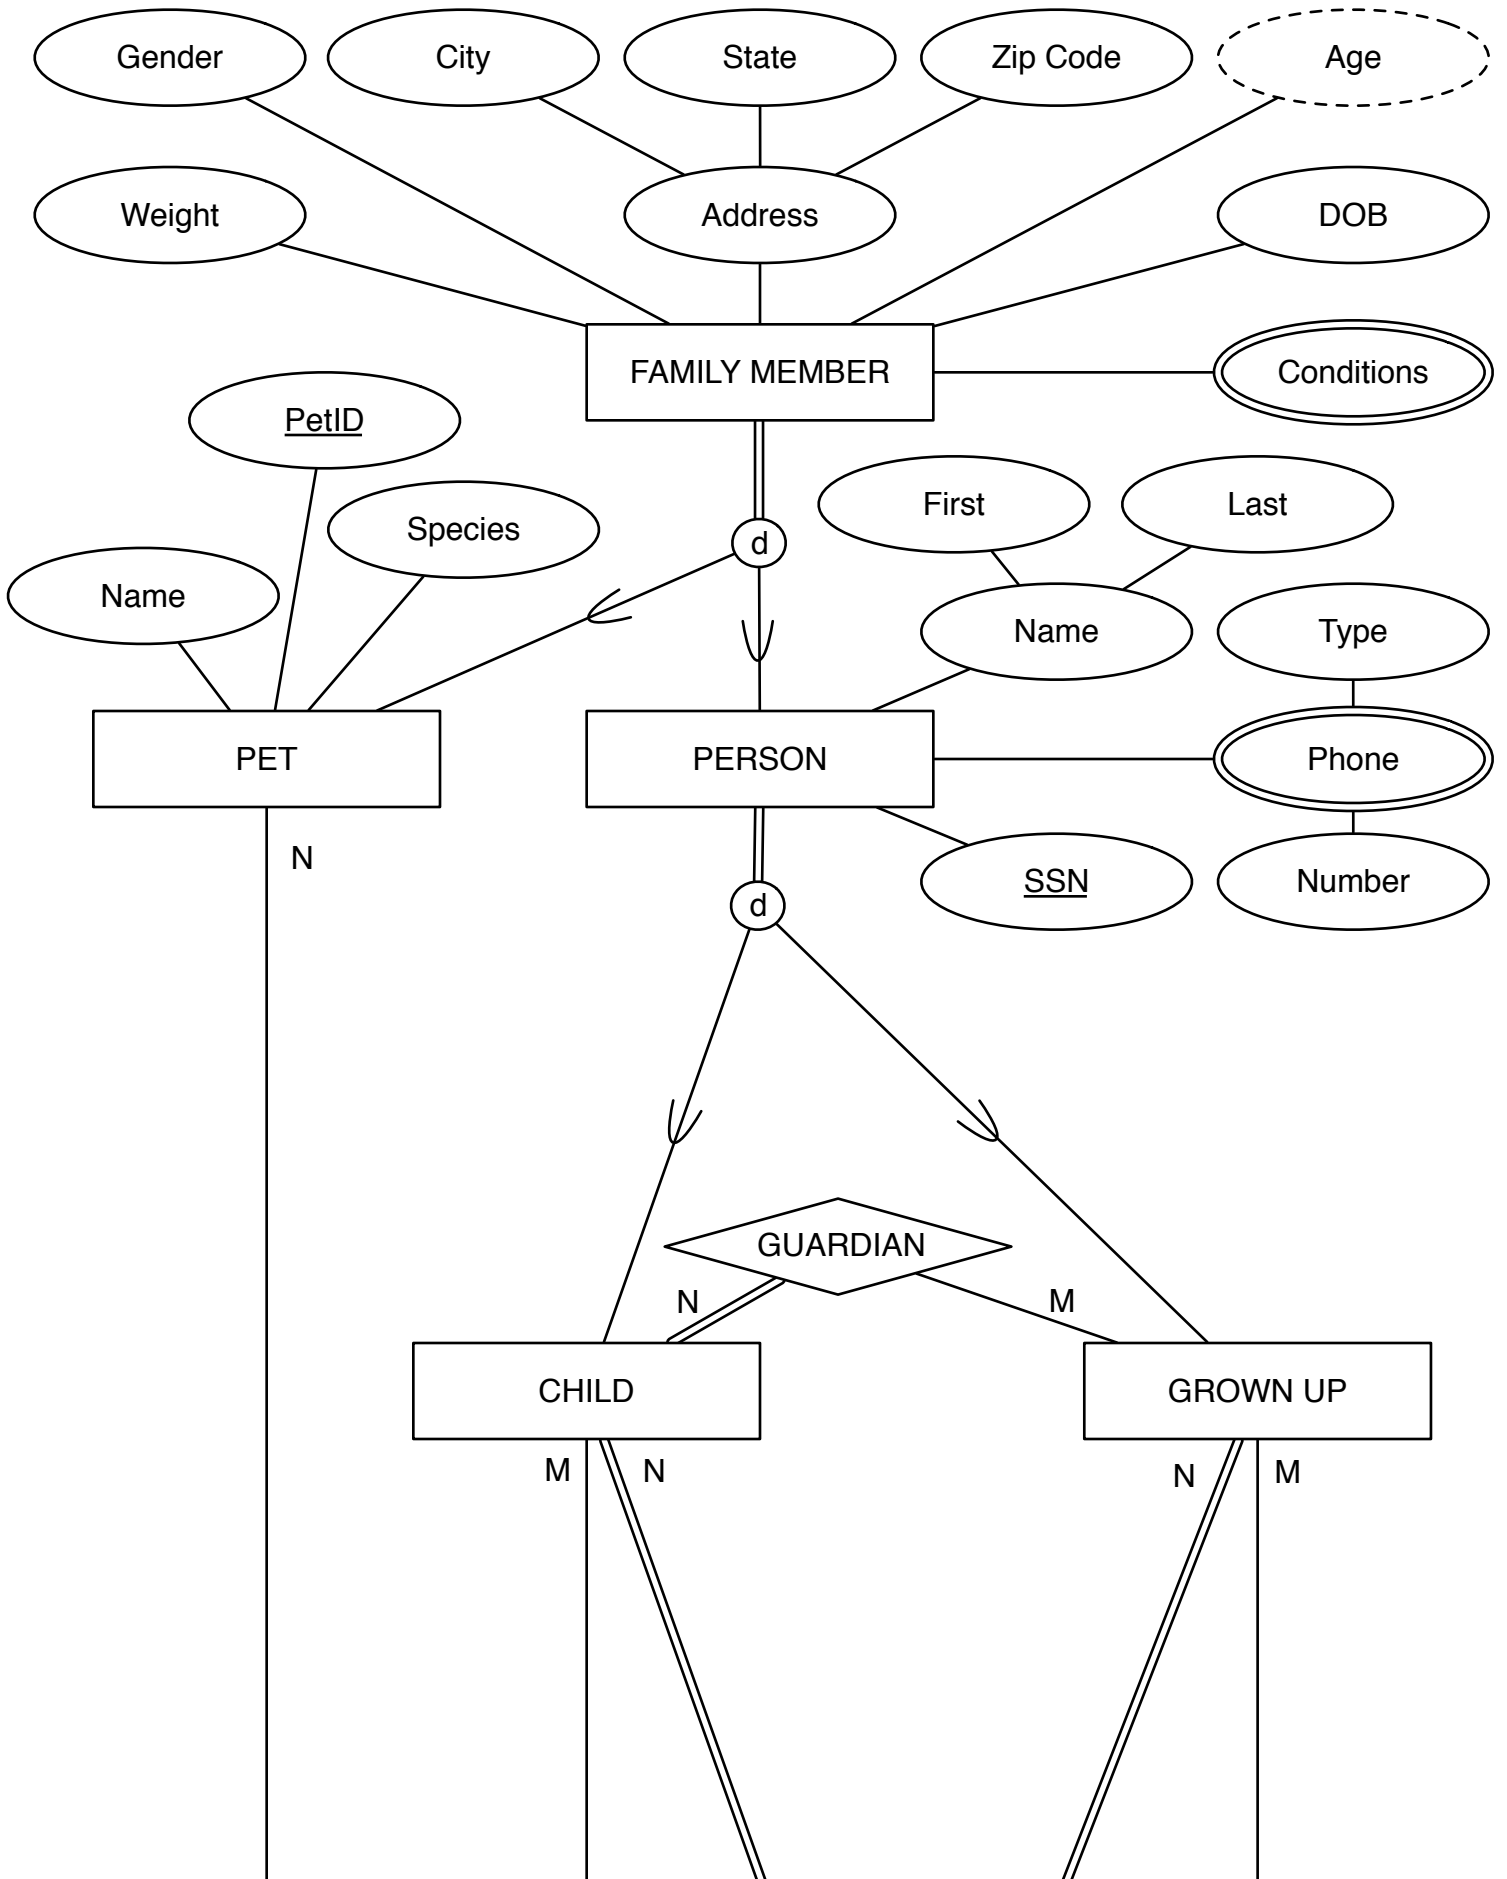 Gender
City
State
Zip Code
Age
Weight
Address
DOB
FAMILY MEMBER
Conditions
PetID
First
Last
Species
d
Name
Name
Type
PET
PERSON
Phone
N
SSN
Number
d
GUARDIAN
N
M
CHILD
GROWN UP
M
N
N
M